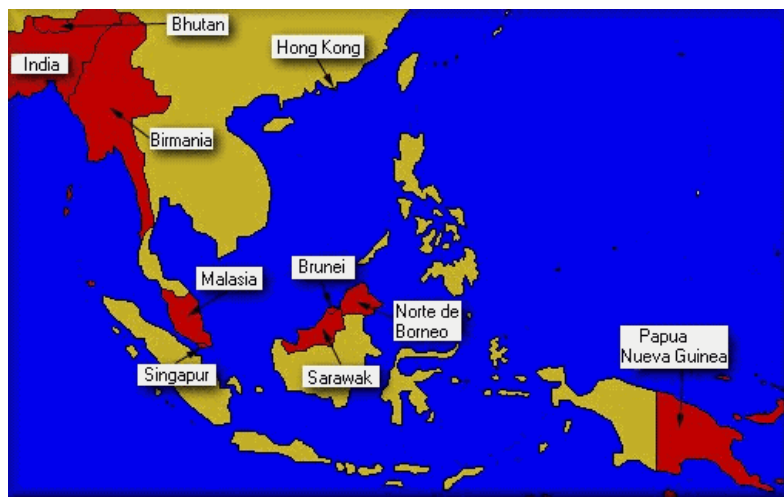 Bhutan
Hong Kong
India
Birmania
Brunei
Malasia
Norte de
Borneo
Papua
Nueva Guinea
Singapur
Sarawak